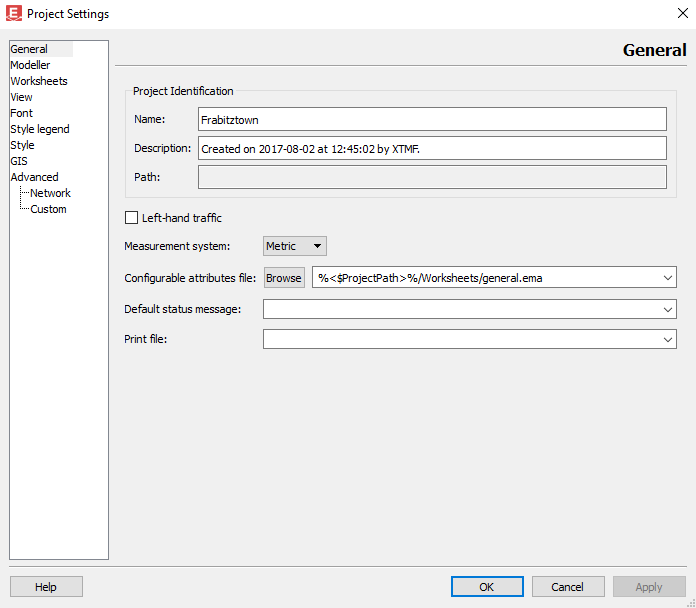 E Project Settings
General
Modeller
Worksheets
View
Font
Style legend
Style
GIS
Advanced
Network
Custom
General
Project Identification
Name: Frabitztown
Description: Created on 2017-08-02 at 12:45:02 by XTMF.
Path:
Left-hand traffic
Measurement system: Metric
Configurable attributes file: Browse %<$ProjectPath>%/Worksheets/general.ema
Default status message:
Print file:
Help OK Cancel Apply